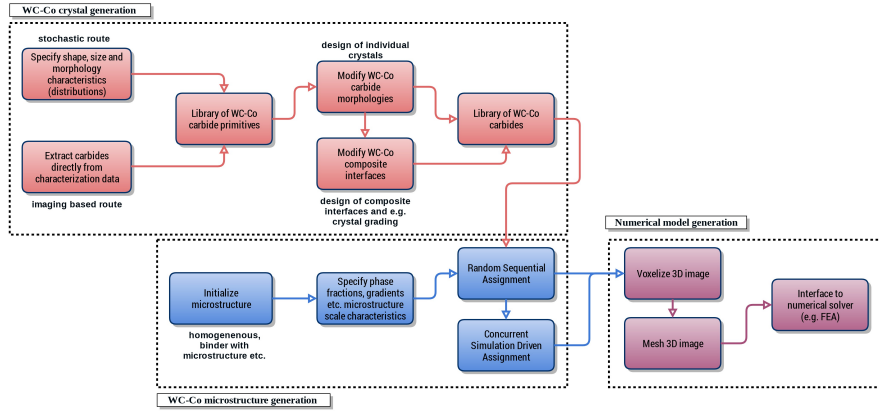 WC-Co crystal generation
stochastic route
Specify shape, size and
morphology
characteristics
(distributions)
Extract carbides
directly from
characterization data
imaging based route
Library of WC-Co
carbide primitives
design of individual
crystals
Modify WC-Co
carbide
morphologies
Modify WC-Co
composite
interfaces
design of composite
interfaces and e.g.
crystal grading
Library of WC-Co
carbides
Numerical model generation
Initialize
microstructure
homogenenous,
binder with
microstructure etc.
Specify phase
fractions, gradients
etc. microstructure
scale characteristics
Random Sequential
Assignment
Concurrent
Simulation Driven
Assignment
Voxelize 3D image
Mesh 3D image
Interface to
numerical solver
(e.g. FEA)
WC-Co microstructure generation